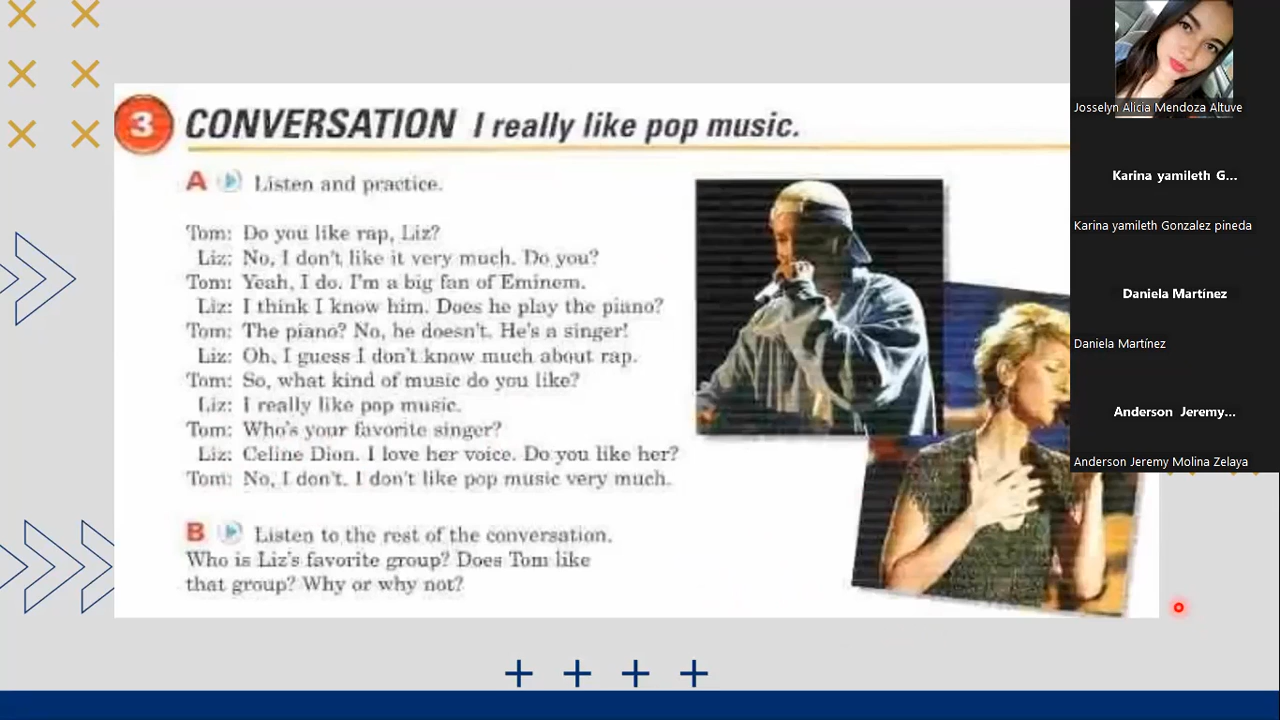 3 CONVERSATION I really like pop music.
A Listen and practice.
Tom: Do you like rap, Liz?
Liz: No, I don't like it very much. Do you?
Tom: Yeah, I do. I'm a big fan of Eminem.
Liz: I think I know him. Does he play the piano?
Tom: The piano? No, he doesn't. He's a singer!
Liz: Oh, I guess I don't know much about rap.
Tom: So, what kind of music do you like?
Liz: I really like pop music.
Tom: Who's your favorite singer?
Liz: Celine Dion. I love her voice. Do you like her?
Tom: No, I don't. I don't like pop music very much.
B Listen to the rest of the conversation.
Who is Liz's favorite group? Does Tom like
that group? Why or why not?
Josselyn Alicia Mendoza Altuve
Karina yamileth G...
Karina yamileth Gonzalez pineda
Daniela Martínez
Daniela Martínez
Anderson Jeremy...
Anderson Jeremy Molina Zelaya